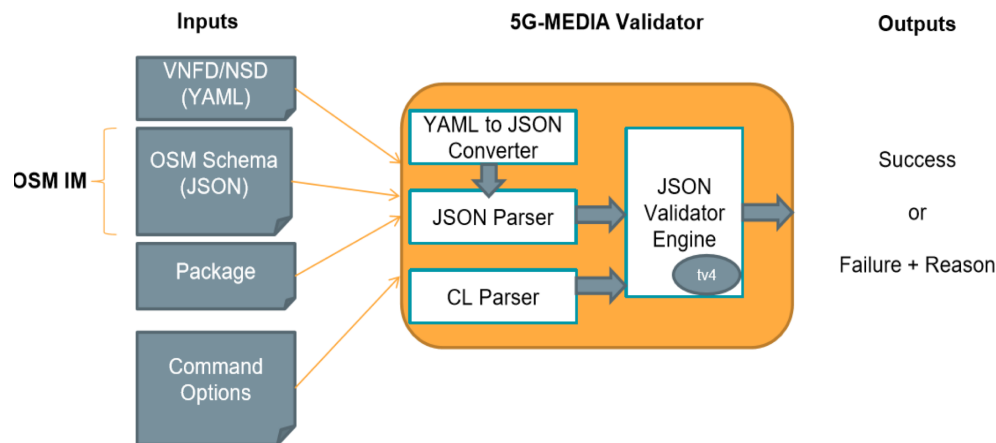 Inputs
5G-MEDIA Validator
Outputs
VNFD/NSD
(YAML)
OSM IM
OSM Schema
(JSON)
Package
Command
Options
YAML to JSON
Converter
JSON Parser
CL Parser
JSON
Validator
Engine
tv4
Success
or
Failure + Reason